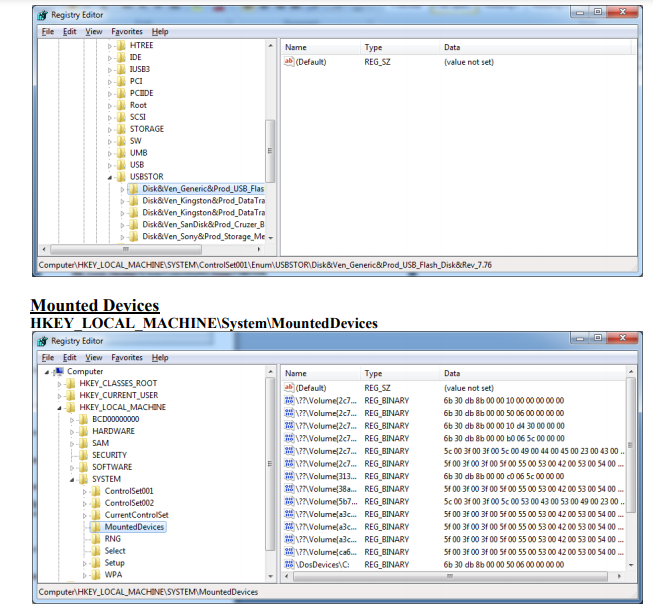 Registry Editor
File Edit View Favorites Help
HTREE
IDE
IUSB3
PCI
PCIIDE
Root
SCSI
STORAGE
SW
UMB
USB
USBSTOR
Disk&Ven_Generic&Prod_USB_Flas
Disk&Ven_Kingston&Prod_DataTra
Disk&Ven_Kingston&Prod_DataTra
Disk&Ven_SanDisk&Prod_Cruzer_B
Disk&Ven_Sony&Prod_Storage_Me
Name Type Data
ab (Default) REG_SZ (value not set)
Computer\HKEY_LOCAL_MACHINE\SYSTEM\ControlSet001\Enum\USBSTOR\Disk&Ven_Generic&Prod_USB_Flash_Disk&Rev_7.76
Mounted Devices
HKEY_LOCAL_MACHINE\System\MountedDevices
Registry Editor
File Edit View Favorites Help
Computer
HKEY_CLASSES_ROOT
HKEY_CURRENT_USER
HKEY_LOCAL_MACHINE
BCD00000000
HARDWARE
SAM
SECURITY
SOFTWARE
SYSTEM
ControlSet001
ControlSet002
CurrentControlSet
MountedDevices
RNG
Select
Setup
WPA
Name Type Data
ab (Default) REG_SZ (value not set)
\??\Volume{2c7... REG_BINARY 6b 30 db 8b 00 00 10 00 00 00 00 00
\??\Volume{2c7... REG_BINARY 6b 30 db 8b 00 00 50 06 00 00 00 00
\??\Volume{2c7... REG_BINARY 6b 30 db 8b 00 00 10 d4 30 00 00 00
\??\Volume{2c7... REG_BINARY 6b 30 db 8b 00 00 b0 06 5c 00 00 00
\??\Volume{2c7... REG_BINARY 5c 00 3f 00 3f 00 5c 00 49 00 44 00 45 00 23 00 43 00 ...
\??\Volume{2c7... REG_BINARY 5f 00 3f 00 3f 00 5f 00 55 00 53 00 42 00 53 00 54 00 ...
\??\Volume{313... REG_BINARY 6b 30 db 8b 00 00 c0 06 5c 00 00 00
\??\Volume{38a... REG_BINARY 5f 00 3f 00 3f 00 5f 00 55 00 53 00 42 00 53 00 54 00 ...
\??\Volume{5b7... REG_BINARY 5c 00 3f 00 3f 00 5c 00 53 00 43 00 53 00 49 00 23 00 ...
\??\Volume{a3c... REG_BINARY 5f 00 3f 00 3f 00 5f 00 55 00 53 00 42 00 53 00 54 00 ...
\??\Volume{a3c... REG_BINARY 5f 00 3f 00 3f 00 5f 00 55 00 53 00 42 00 53 00 54 00 ...
\??\Volume{a3c... REG_BINARY 5f 00 3f 00 3f 00 5f 00 55 00 53 00 42 00 53 00 54 00 ...
\??\Volume{ca6... REG_BINARY 5f 00 3f 00 3f 00 5f 00 55 00 53 00 42 00 53 00 54 00 ...
\DosDevices\C: REG_BINARY 6b 30 db 8b 00 00 50 06 00 00 00 00
Computer\HKEY_LOCAL_MACHINE\SYSTEM\MountedDevices